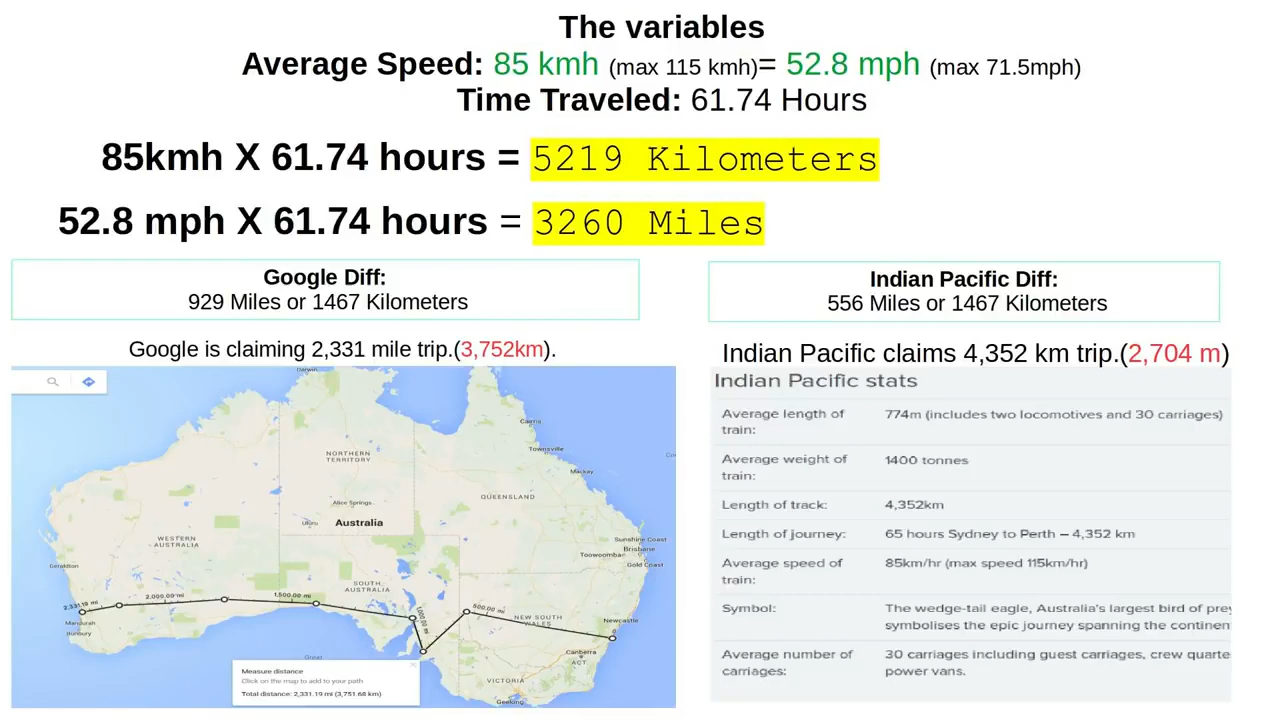 The variables
Average Speed: 85 kmh (max 115 kmh)= 52.8 mph (max 71.5mph)
Time Traveled: 61.74 Hours
85kmh X 61.74 hours = 5219 Kilometers
52.8 mph X 61.74 hours = 3260 Miles
Google Diff:
929 Miles or 1467 Kilometers
Indian Pacific Diff:
556 Miles or 1467 Kilometers
Google is claiming 2,331 mile trip.(3,752km).
Indian Pacific claims 4,352 km trip.(2,704 m)
Darwin
Cairns
Townsville
Mackay
NORTHERN
TERRITORY
QUEENSLAND
Alice Springs
Uluru
Australia
WESTERN
AUSTRALIA
Sunshine Coast
Brisbane
Toowoomba
Gold Coast
Geraldton
SOUTH
AUSTRALIA
2,331.19 mi
2,000.00 mi
1,500.00 mi
1,000.00 mi
500.00 mi
0
NEW SOUTH
WALES
Newcastle
Mandurah
Bunbury
Canberra
ACT
VICTORIA
Geelong
Measure distance
Click on the map to add to your path
Total distance: 2,331.19 mi (3,751.68 km)
Indian Pacific stats
Average length of
train:
774m (includes two locomotives and 30 carriages)
Average weight of
train:
1400 tonnes
Length of track:
4,352km
Length of journey:
65 hours Sydney to Perth – 4,352 km
Average speed of
train:
85km/hr (max speed 115km/hr)
Symbol:
The wedge-tail eagle, Australia's largest bird of prey
symbolises the epic journey spanning the continen
Average number of
carriages:
30 carriages including guest carriages, crew quarte
power vans.